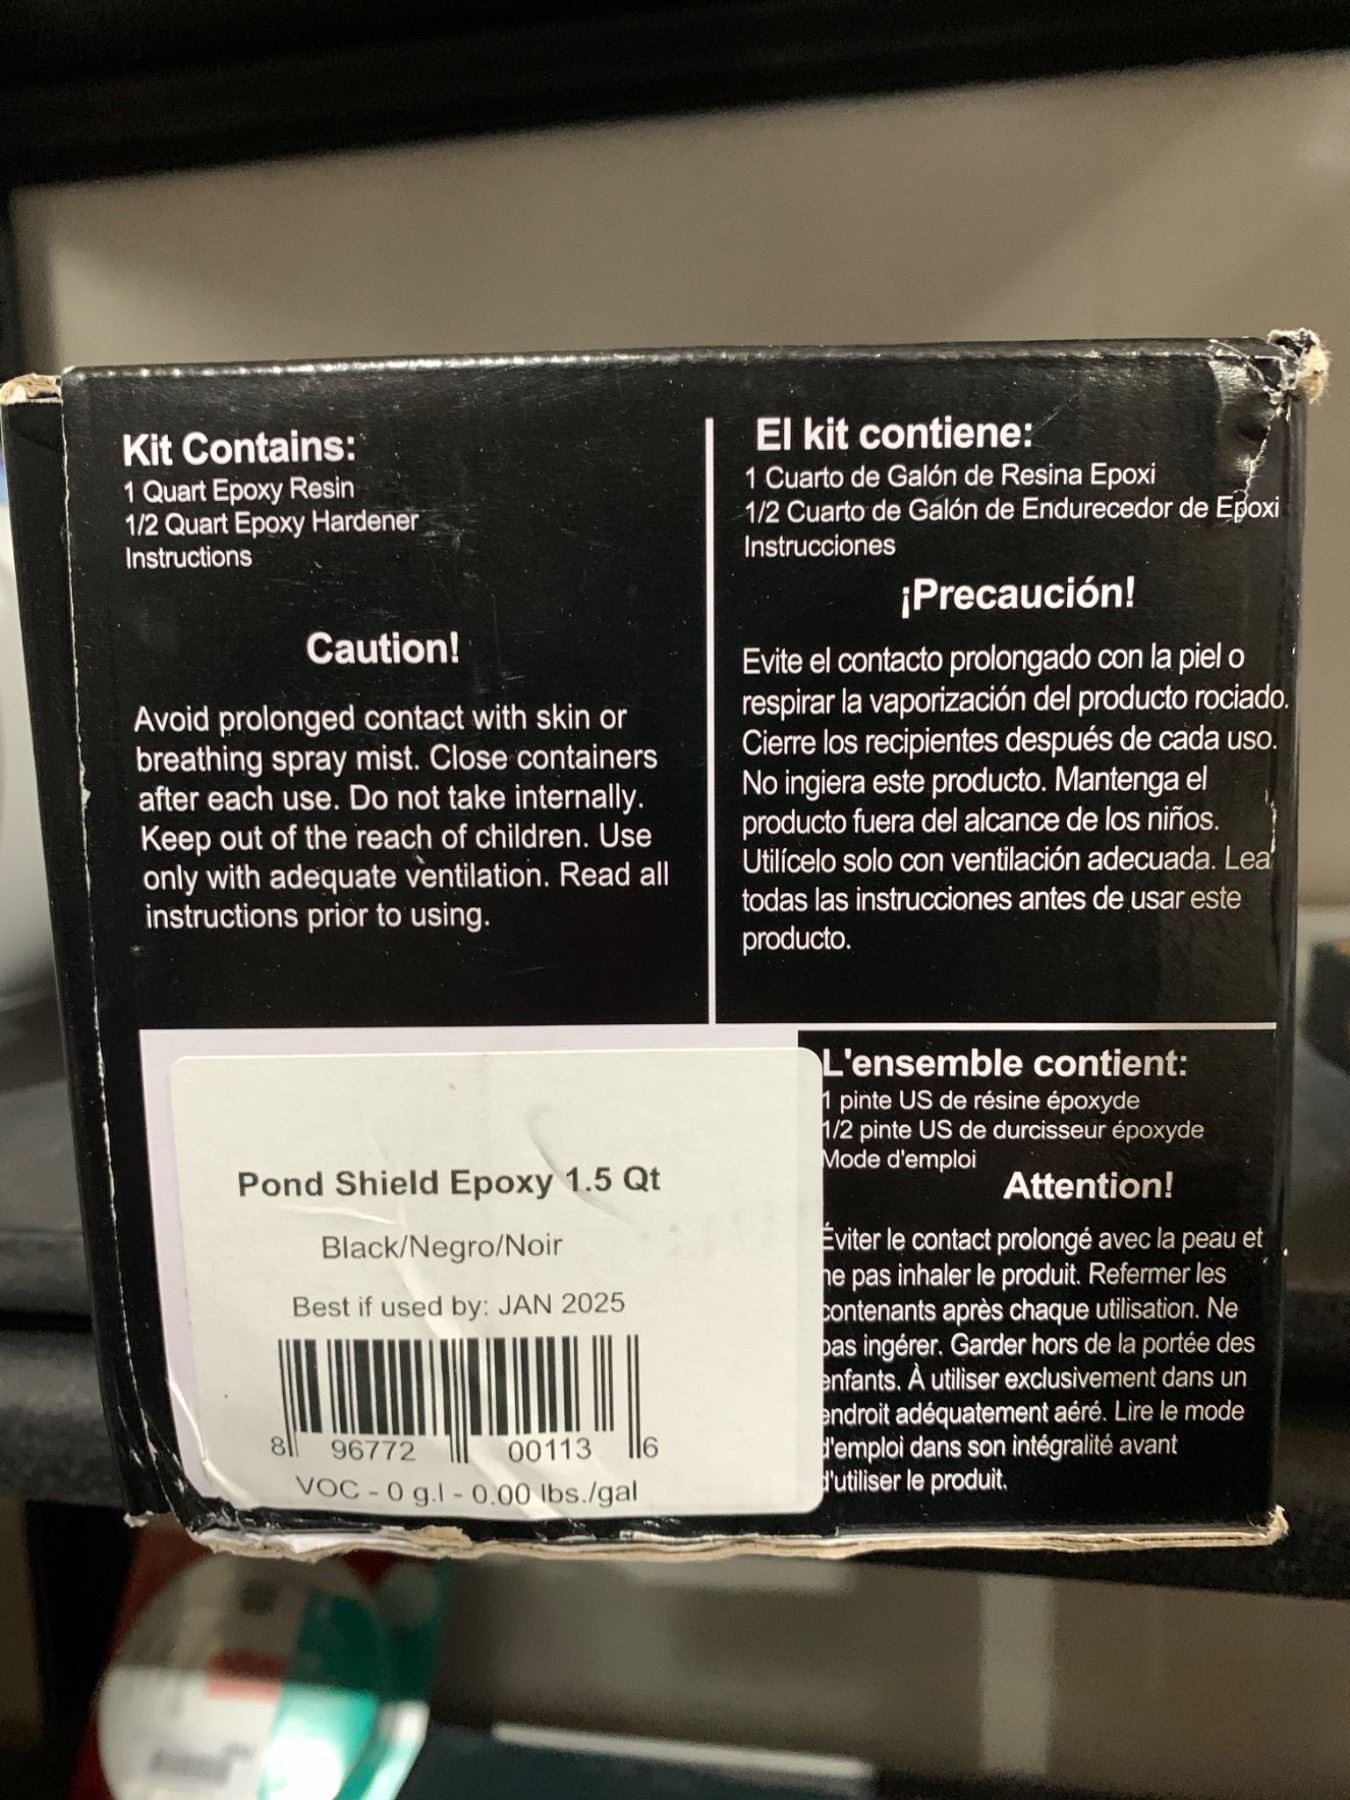 Kit Contains:
1 Quart Epoxy Resin
1/2 Quart Epoxy Hardener
Instructions
Caution!
Avoid prolonged contact with skin or
breathing spray mist. Close containers
after each use. Do not take internally.
Keep out of the reach of children. Use
only with adequate ventilation. Read all
instructions prior to using.
El kit contiene:
1 Cuarto de Galón de Resina Epoxi
1/2 Cuarto de Galón de Endurecedor de Epoxi
Instrucciones
¡Precaución!
Evite el contacto prolongado con la piel o
respirar la vaporización del producto rociado.
Cierre los recipientes después de cada uso.
No ingiera este producto. Mantenga el
producto fuera del alcance de los niños.
Utilícelo solo con ventilación adecuada. Lea
todas las instrucciones antes de usar este
producto.
Pond Shield Epoxy 1.5 Qt
Black/Negro/Noir
Best if used by: JAN 2025
8 96772 00113 6
VOC - 0 g.l - 0.00 lbs./gal
L'ensemble contient:
1 pinte US de résine époxyde
1/2 pinte US de durcisseur époxyde
Mode d'emploi
Attention!
Éviter le contact prolongé avec la peau et
ne pas inhaler le produit. Refermer les
contenants après chaque utilisation. Ne
pas ingérer. Garder hors de la portée des
enfants. À utiliser exclusivement dans un
endroit adéquatement aéré. Lire le mode
d'emploi dans son intégralité avant
d'utiliser le produit.